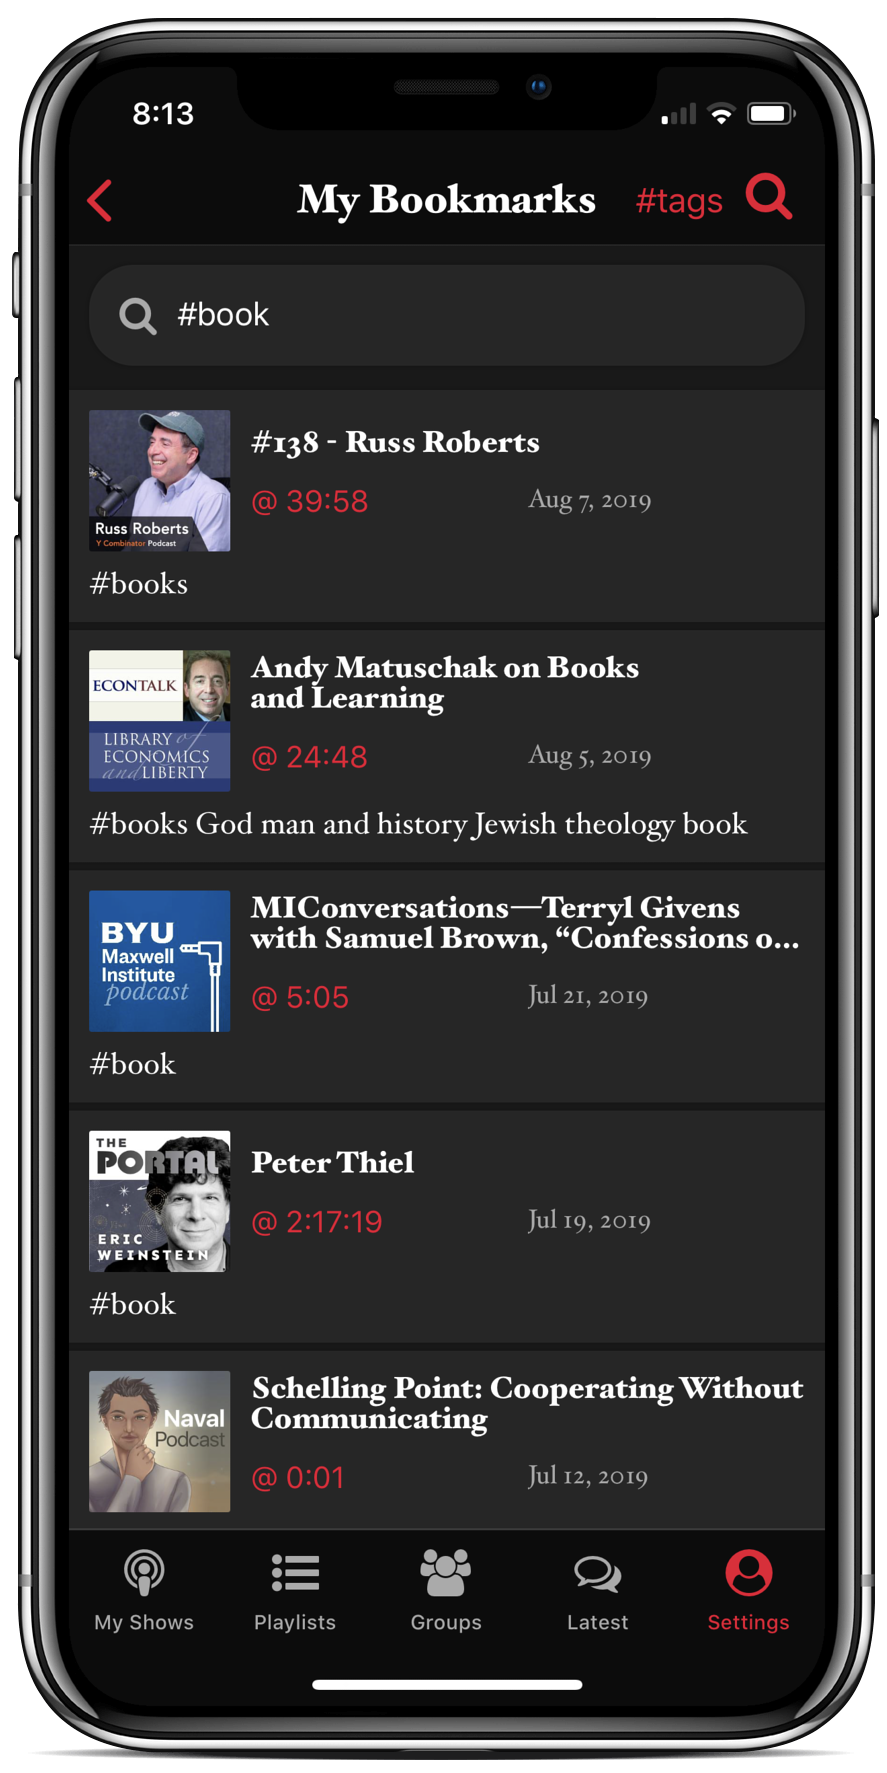 8:13
My Bookmarks
#tags
#book
Russ Roberts
Y Combinator Podcast
#138 - Russ Roberts
@ 39:58
Aug 7, 2019
#books
ECONTALK
LIBRARY of
ECONOMICS
and LIBERTY
Andy Matuschak on Books
and Learning
@ 24:48
Aug 5, 2019
#books God man and history Jewish theology book
BYU
Maxwell
Institute
podcast
MIConversations—Terryl Givens
with Samuel Brown, “Confessions o...
@ 5:05
Jul 21, 2019
#book
THE
PORTAL
ERIC
WEINSTEIN
Peter Thiel
@ 2:17:19
Jul 19, 2019
#book
Naval
Podcast
Schelling Point: Cooperating Without
Communicating
@ 0:01
Jul 12, 2019
My Shows
Playlists
Groups
Latest
Settings